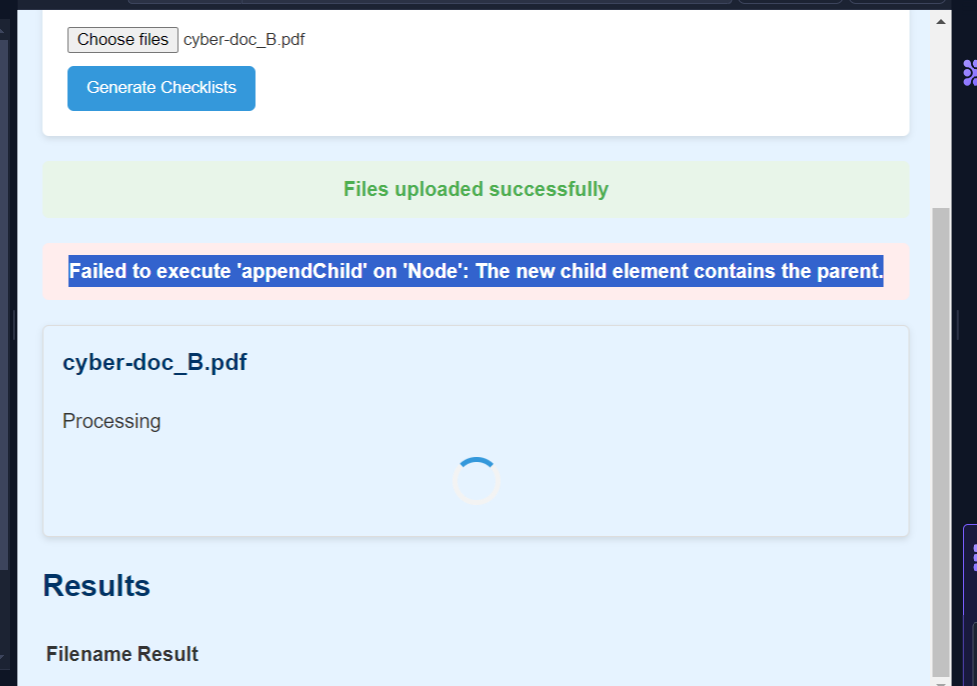 Choose files cyber-doc_B.pdf
Generate Checklists
Files uploaded successfully
Failed to execute 'appendChild' on 'Node': The new child element contains the parent.
cyber-doc_B.pdf
Processing
Results
Filename Result